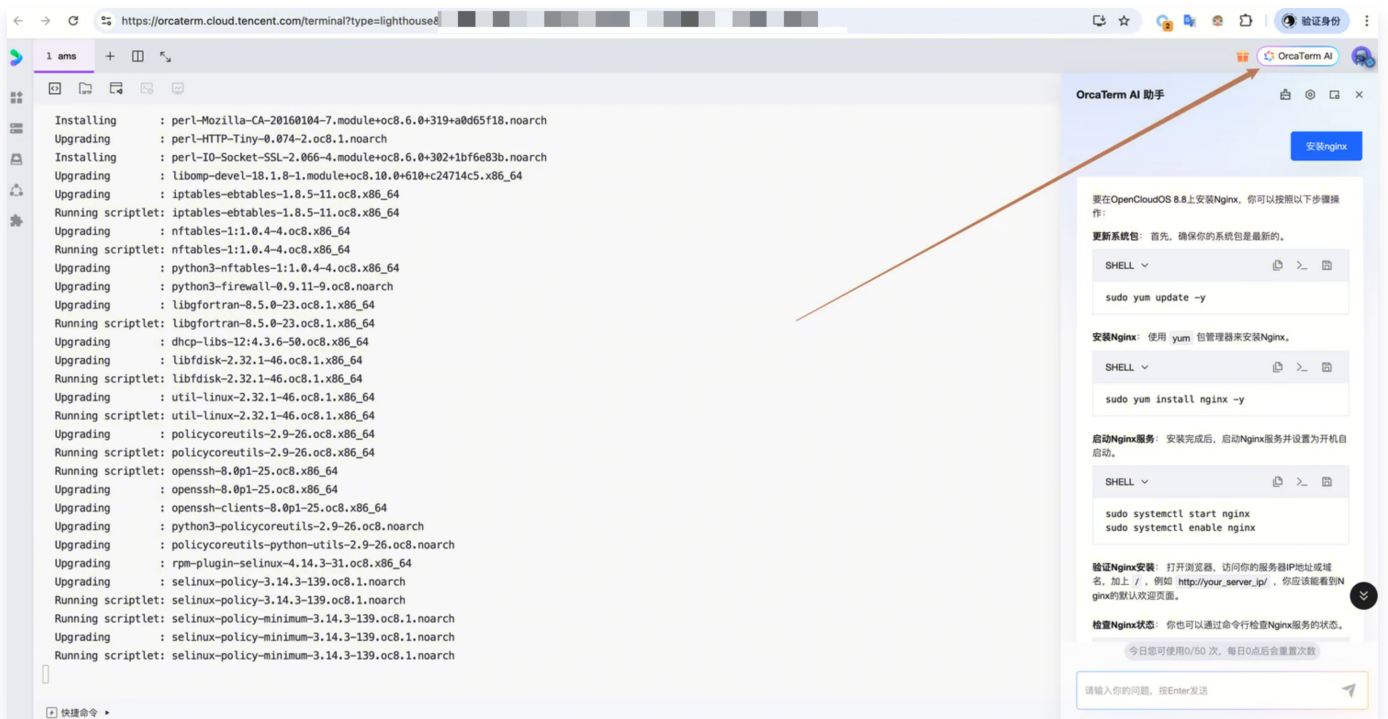 https://orcaterm.cloud.tencent.com/terminal?type=lighthouse&
2
验证身份
1 ams
OrcaTerm AI
OrcaTerm AI 助手
Installing : perl-Mozilla-CA-20160104-7.module+oc8.6.0+319+a0d65f18.noarch
Upgrading : perl-HTTP-Tiny-0.074-2.oc8.1.noarch
Installing : perl-IO-Socket-SSL-2.066-4.module+oc8.6.0+302+1bf6e83b.noarch
Upgrading : libomp-devel-18.1.8-1.module+oc8.10.0+610+c24714c5.x86_64
Upgrading : iptables-ebtables-1.8.5-11.oc8.x86_64
Running scriptlet: iptables-ebtables-1.8.5-11.oc8.x86_64
Upgrading : nftables-1:1.0.4-4.oc8.x86_64
Running scriptlet: nftables-1:1.0.4-4.oc8.x86_64
Upgrading : python3-nftables-1:1.0.4-4.oc8.x86_64
Upgrading : python3-firewall-0.9.11-9.oc8.noarch
Upgrading : libgfortran-8.5.0-23.oc8.1.x86_64
Running scriptlet: libgfortran-8.5.0-23.oc8.1.x86_64
Upgrading : dhcp-libs-12:4.3.6-50.oc8.x86_64
Upgrading : libfdisk-2.32.1-46.oc8.1.x86_64
Running scriptlet: libfdisk-2.32.1-46.oc8.1.x86_64
Upgrading : util-linux-2.32.1-46.oc8.1.x86_64
Running scriptlet: util-linux-2.32.1-46.oc8.1.x86_64
Upgrading : policycoreutils-2.9-26.oc8.x86_64
Running scriptlet: policycoreutils-2.9-26.oc8.x86_64
Running scriptlet: openssh-8.0p1-25.oc8.x86_64
Upgrading : openssh-8.0p1-25.oc8.x86_64
Upgrading : openssh-clients-8.0p1-25.oc8.x86_64
Upgrading : python3-policycoreutils-2.9-26.oc8.noarch
Upgrading : policycoreutils-python-utils-2.9-26.oc8.noarch
Upgrading : rpm-plugin-selinux-4.14.3-31.oc8.x86_64
Upgrading : selinux-policy-3.14.3-139.oc8.1.noarch
Running scriptlet: selinux-policy-3.14.3-139.oc8.1.noarch
Running scriptlet: selinux-policy-minimum-3.14.3-139.oc8.1.noarch
Upgrading : selinux-policy-minimum-3.14.3-139.oc8.1.noarch
Running scriptlet: selinux-policy-minimum-3.14.3-139.oc8.1.noarch
快捷命令
安装nginx
要在OpenCloudOS 8.8上安装Nginx，你可以按照以下步骤操
作：
更新系统包： 首先，确保你的系统包是最新的。
SHELL
sudo yum update -y
安装Nginx： 使用 yum 包管理器来安装Nginx。
SHELL
sudo yum install nginx -y
启动Nginx服务： 安装完成后，启动Nginx服务并设置为开机自
启动。
SHELL
sudo systemctl start nginx
sudo systemctl enable nginx
验证Nginx安装： 打开浏览器，访问你的服务器IP地址或域
名，加上 / ，例如 http://your_server_ip/ ，你应该能看到N
ginx的默认欢迎页面。
检查Nginx状态： 你也可以通过命令行检查Nginx服务的状态。
今日您可使用0/50 次，每日0点后会重置次数
请输入你的问题，按Enter发送